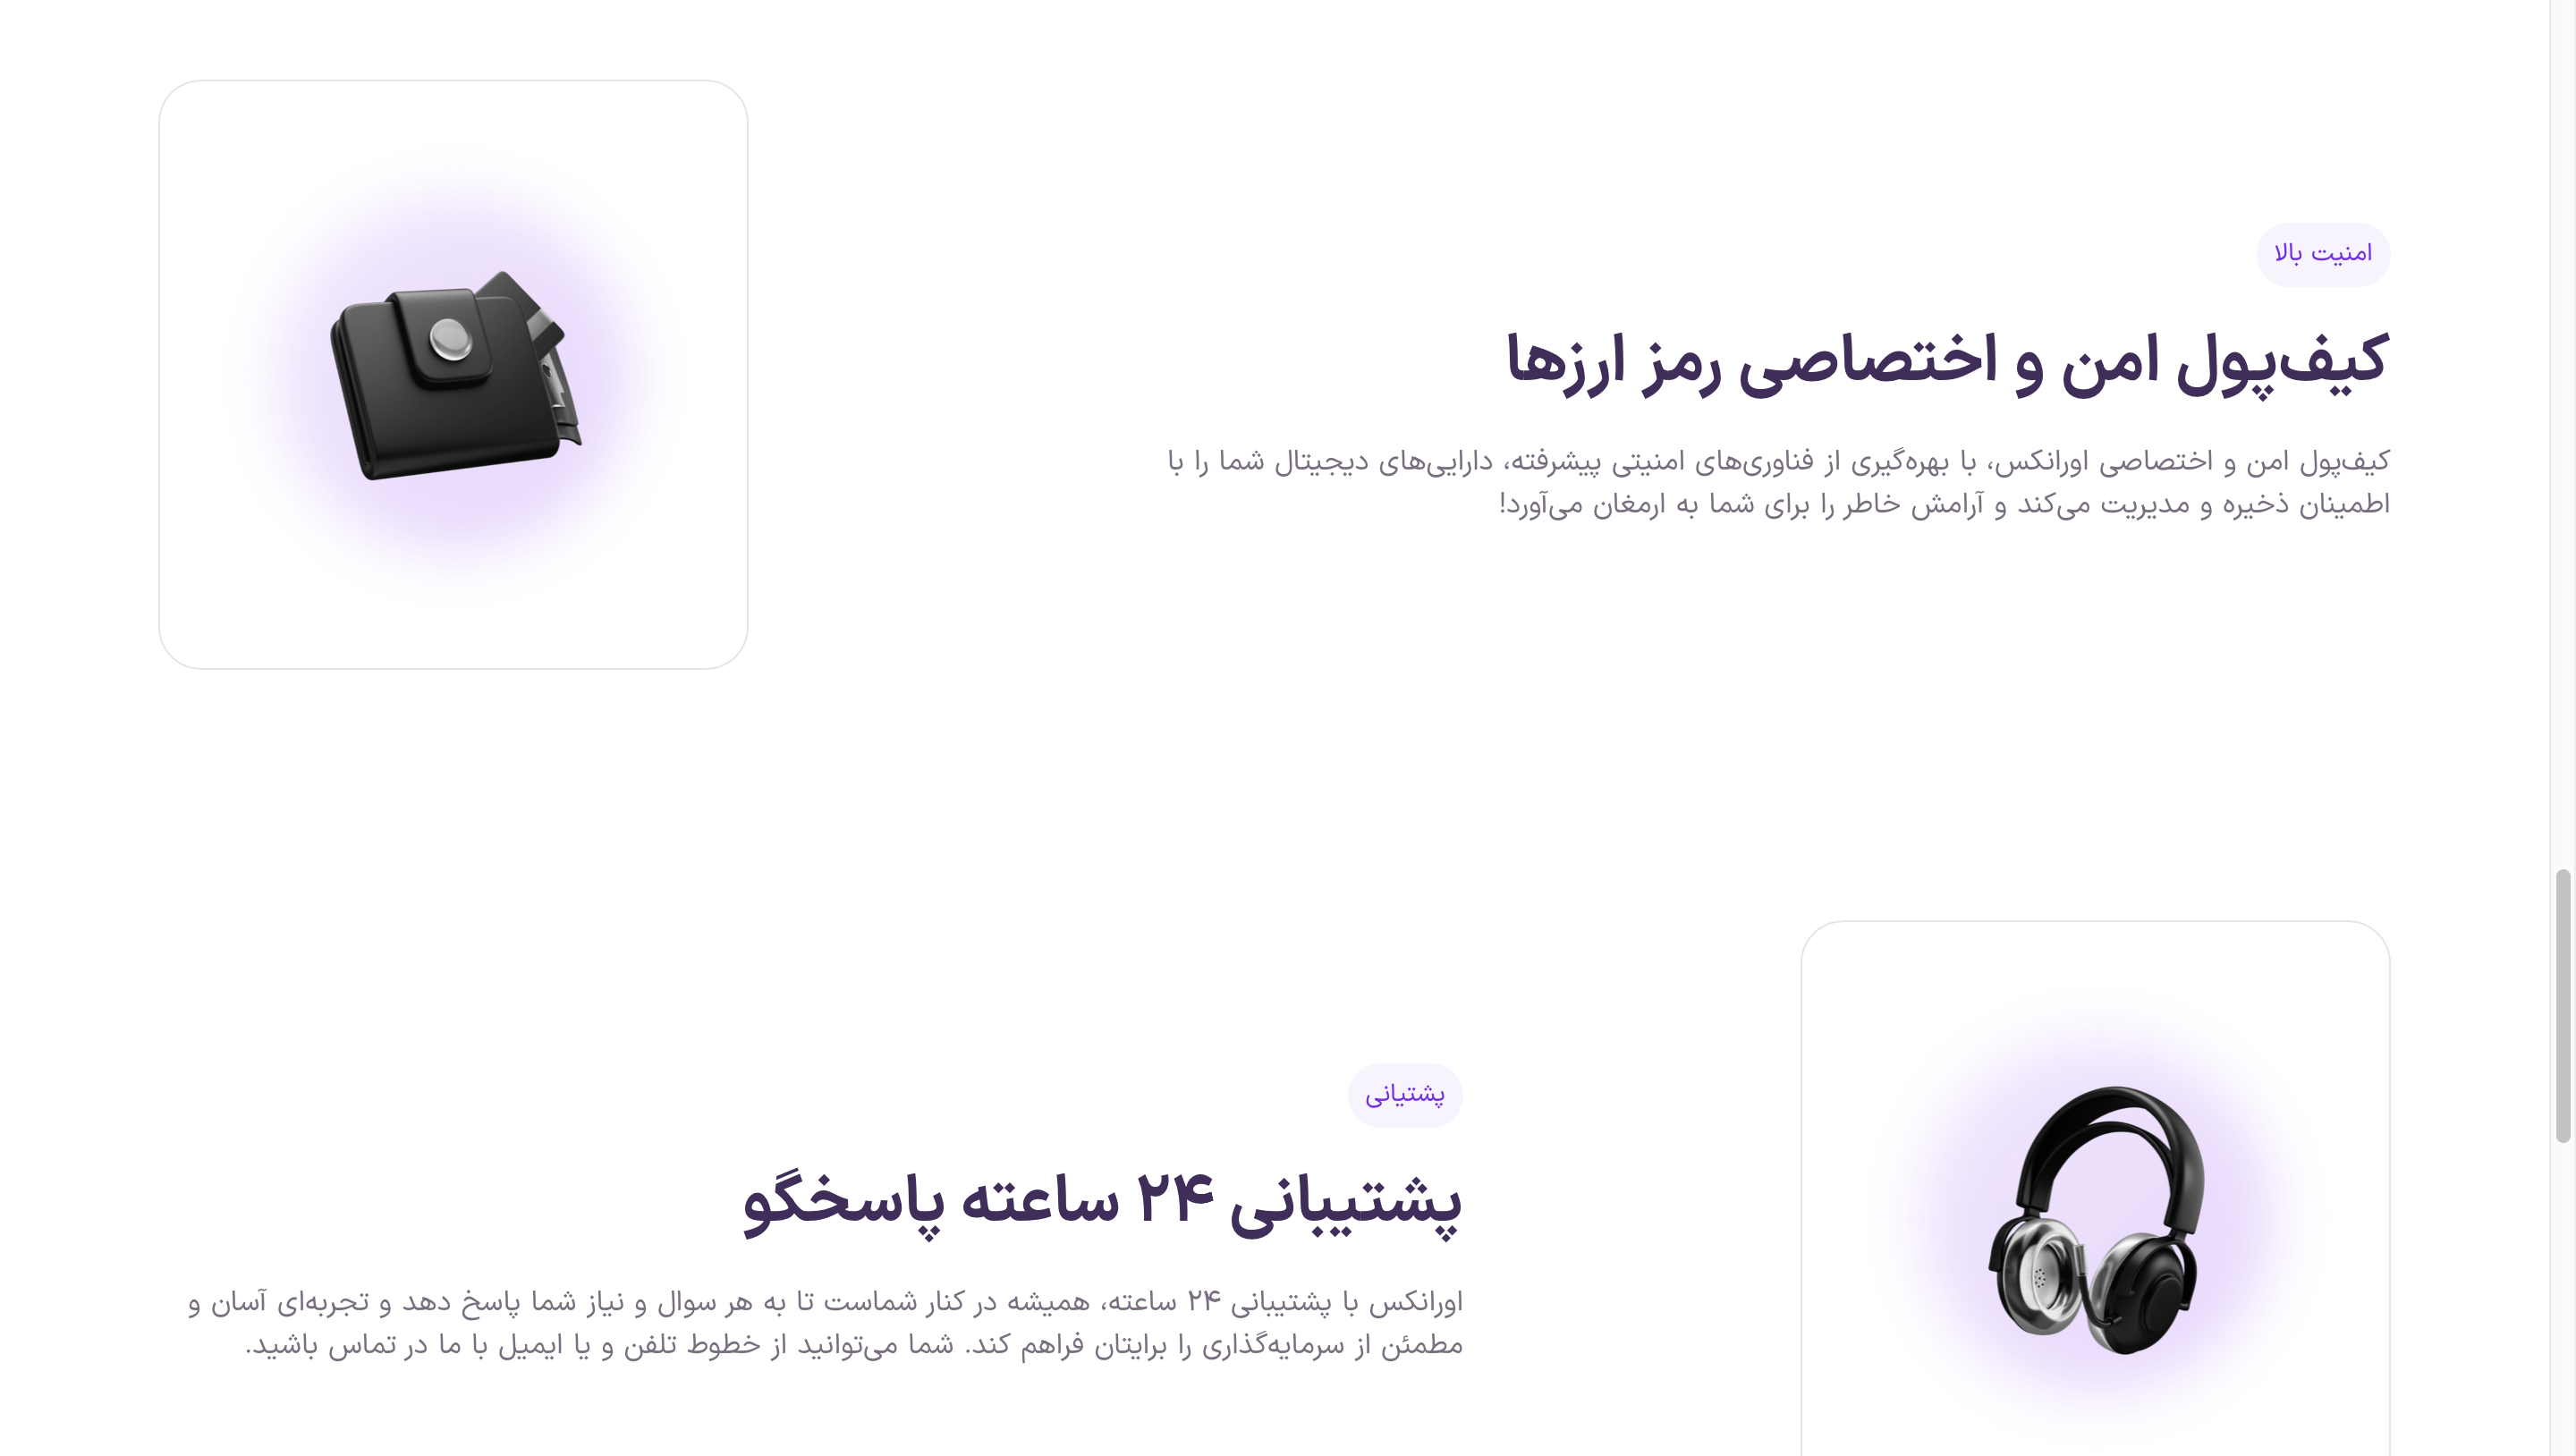 امنیت بالا
کیف‌پول امن و اختصاصی رمز ارزها
کیف‌پول امن و اختصاصی اورانکس، با بهره‌گیری از فناوری‌های امنیتی پیشرفته، دارایی‌های دیجیتال شما را با
اطمینان ذخیره و مدیریت می‌کند و آرامش خاطر را برای شما به ارمغان می‌آورد!
پشتیانی
پشتیبانی ۲۴ ساعته پاسخگو
اورانکس با پشتیبانی ۲۴ ساعته، همیشه در کنار شماست تا به هر سوال و نیاز شما پاسخ دهد و تجربه‌ای آسان و
مطمئن از سرمایه‌گذاری را برایتان فراهم کند. شما می‌توانید از خطوط تلفن و یا ایمیل با ما در تماس باشید.